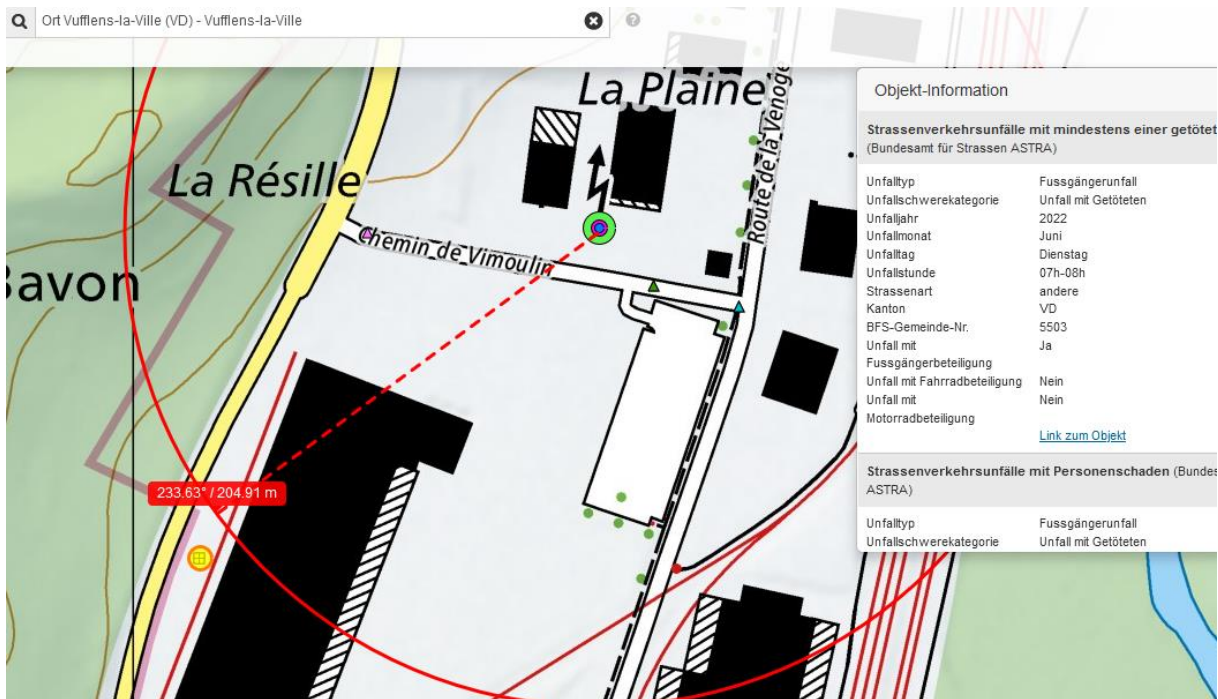 Ort Vufflens-la-Ville (VD) - Vufflens-la-Ville
La Plaine
La Résille
Bavon
Chemin de Vimoulin
Route de la Venoge
233.63° / 204.91 m
Objekt-Information
Strassenverkehrsunfälle mit mindestens einer getötet
(Bundesamt für Strassen ASTRA)
Unfalltyp Fussgängerunfall
Unfallschwerekategorie Unfall mit Getöteten
Unfalljahr 2022
Unfallmonat Juni
Unfalltag Dienstag
Unfallstunde 07h-08h
Strassenart andere
Kanton VD
BFS-Gemeinde-Nr. 5503
Unfall mit Ja
Fussgängerbeteiligung
Unfall mit Fahrradbeteiligung Nein
Unfall mit Nein
Motorradbeteiligung
Link zum Objekt
Strassenverkehrsunfälle mit Personenschaden (Bundes
ASTRA)
Unfalltyp Fussgängerunfall
Unfallschwerekategorie Unfall mit Getöteten